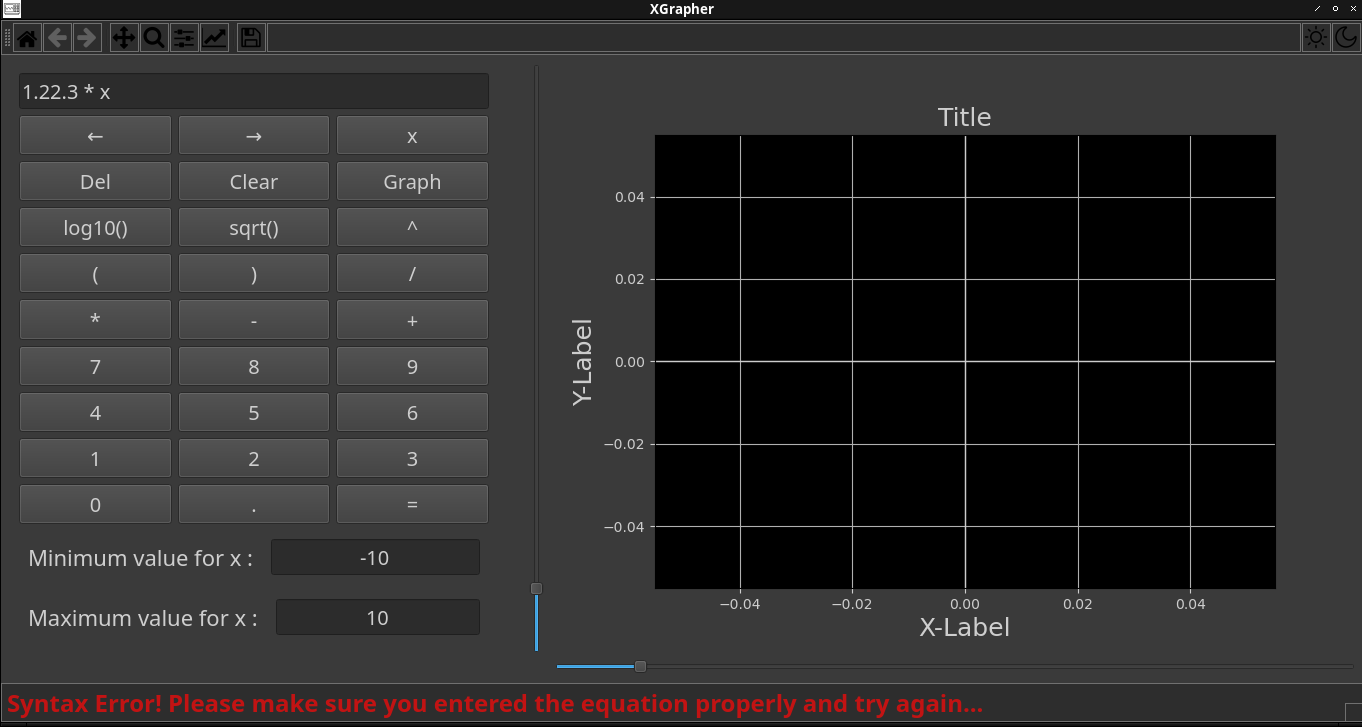 XGrapher
1.22.3 * x
← → x
Del Clear Graph
log10() sqrt() ^
( ) /
* - +
7 8 9
4 5 6
1 2 3
0 . =
Minimum value for x : -10
Maximum value for x : 10
Title
Y-Label
0.04
0.02
0.00
−0.02
−0.04
−0.04 −0.02 0.00 0.02 0.04
X-Label
Syntax Error! Please make sure you entered the equation properly and try again...